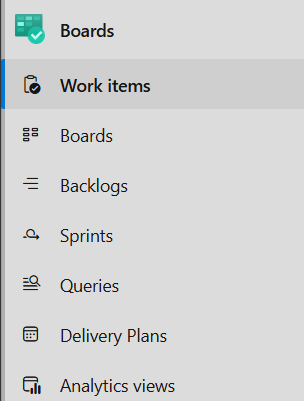 Boards
Work items
Boards
Backlogs
Sprints
Queries
Delivery Plans
Analytics views